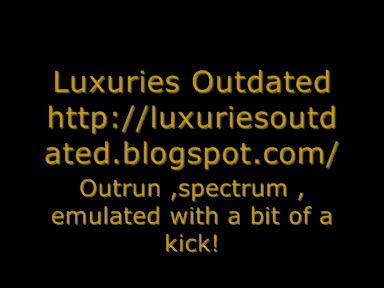 Luxuries Outdated
http://luxuriesoutd
ated.blogspot.com/
Outrun ,spectrum ,
emulated with a bit of a
kick!